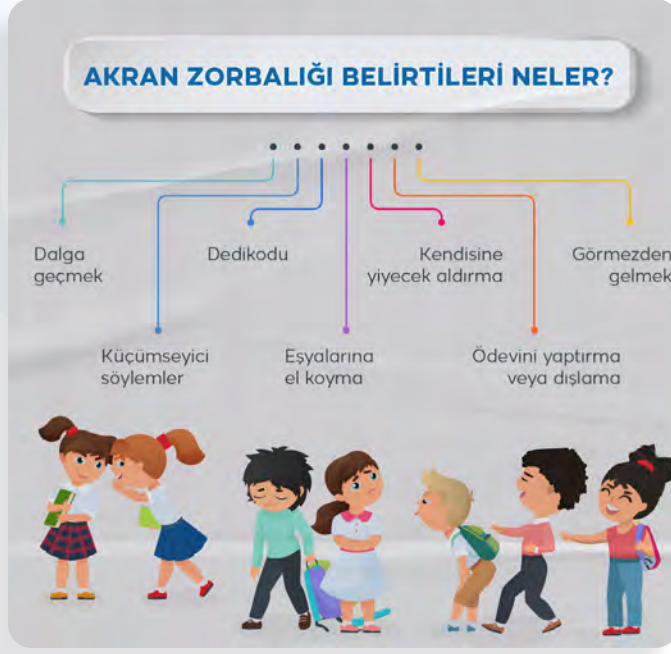 AKRAN ZORBALIĞI BELİRTİLERİ NELER?
Dalga
geçmek
Küçümseyici
söylemler
Dedikodu
Eşyalarına
el koyma
Kendisine
yiyecek aldırma
Ödevini yaptırma
veya dışlama
Görmezden
gelmek